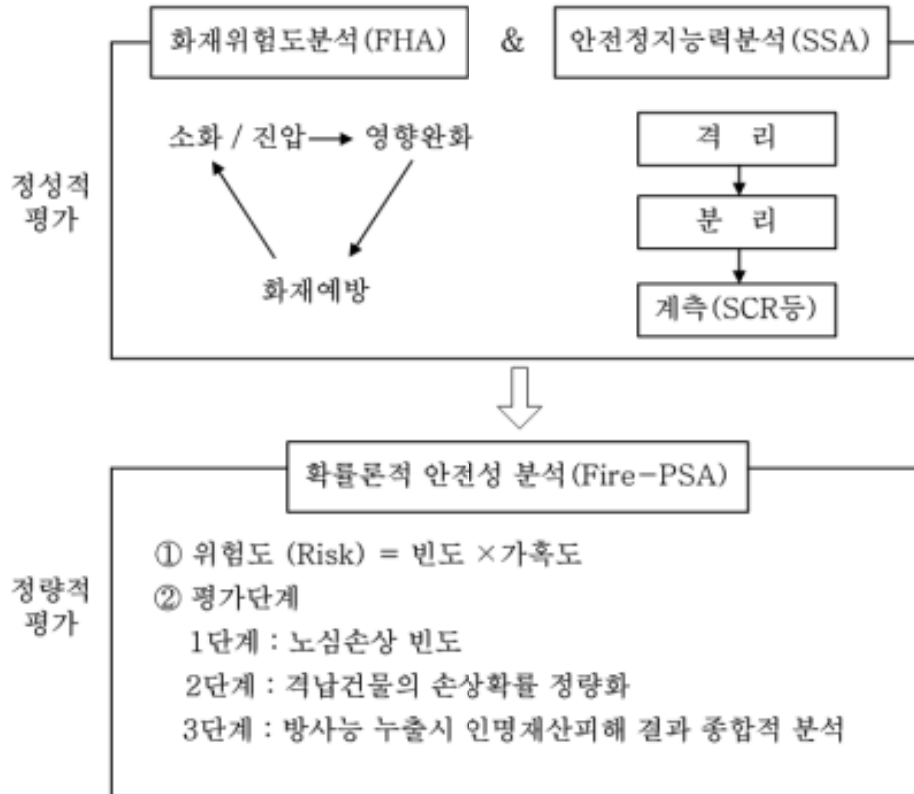 화재위험도분석(FHA) & 안전정지능력분석(SSA)
소화 / 진압 영향완화
화재예방
격 리
분 리
계측(SCR등)
정성적
평가
확률론적 안전성 분석(Fire-PSA)
① 위험도 (Risk) = 빈도 ×가혹도
② 평가단계
1단계 : 노심손상 빈도
2단계 : 격납건물의 손상확률 정량화
3단계 : 방사능 누출시 인명재산피해 결과 종합적 분석
정량적
평가